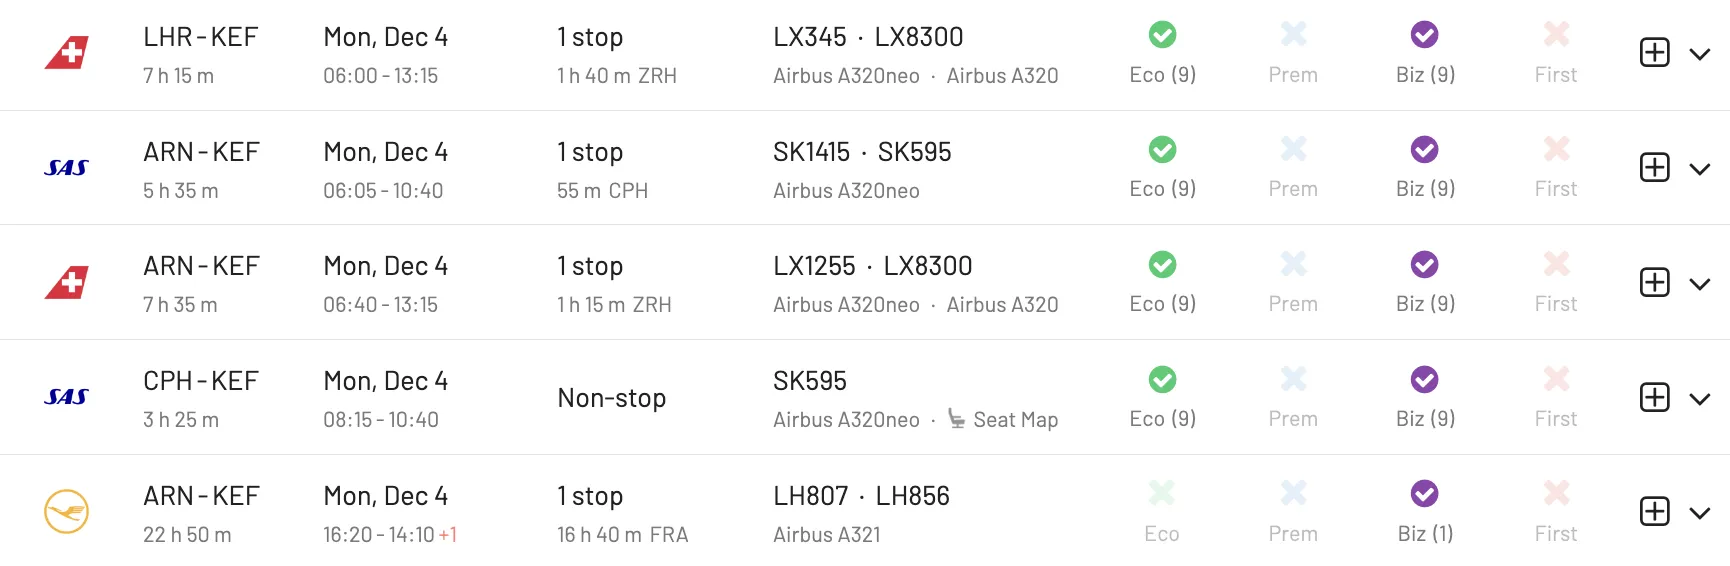 LHR - KEF Mon, Dec 4 1 stop LX345 · LX8300
7 h 15 m 06:00 - 13:15 1 h 40 m ZRH Airbus A320neo · Airbus A320 Eco (9) Prem Biz (9) First
SAS ARN - KEF Mon, Dec 4 1 stop SK1415 · SK595
5 h 35 m 06:05 - 10:40 55 m CPH Airbus A320neo Eco (9) Prem Biz (9) First
ARN - KEF Mon, Dec 4 1 stop LX1255 · LX8300
7 h 35 m 06:40 - 13:15 1 h 15 m ZRH Airbus A320neo · Airbus A320 Eco (9) Prem Biz (9) First
SAS CPH - KEF Mon, Dec 4 Non-stop SK595
3 h 25 m 08:15 - 10:40 Airbus A320neo · Seat Map Eco (9) Prem Biz (9) First
ARN - KEF Mon, Dec 4 1 stop LH807 · LH856
22 h 50 m 16:20 - 14:10 +1 16 h 40 m FRA Airbus A321 Eco Prem Biz (1) First